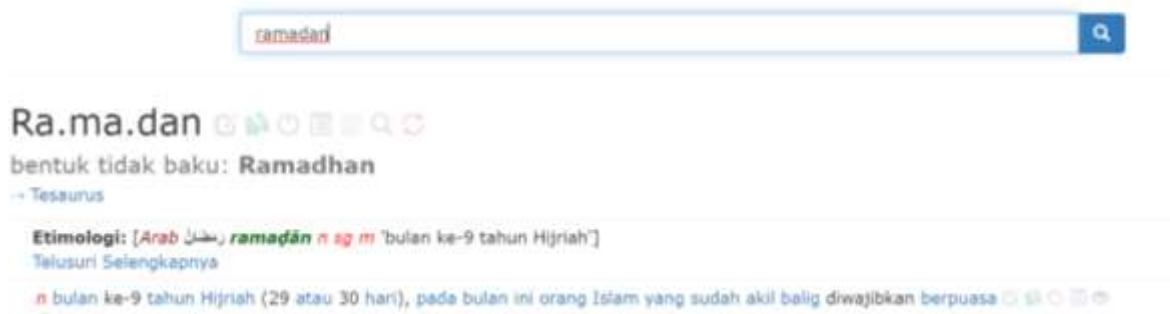 ramadan
Ra.ma.dan
bentuk tidak baku: Ramadhan
→ Tesaurus
Etimologi: [Arab رمضان ramaḍān n sg m 'bulan ke-9 tahun Hijriah']
Telusuri Selengkapnya
n bulan ke-9 tahun Hijriah (29 atau 30 hari), pada bulan ini orang Islam yang sudah akil balig diwajibkan berpuasa